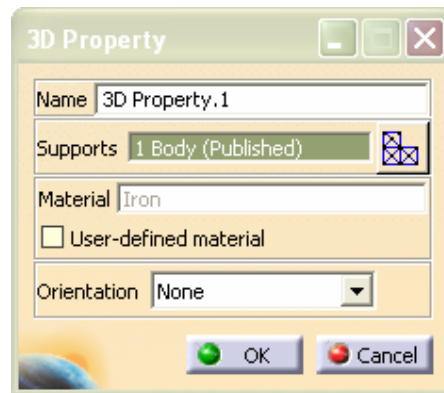 3D Property
Name 3D Property.1
Supports 1 Body (Published)
Material Iron
User-defined material
Orientation None
OK Cancel